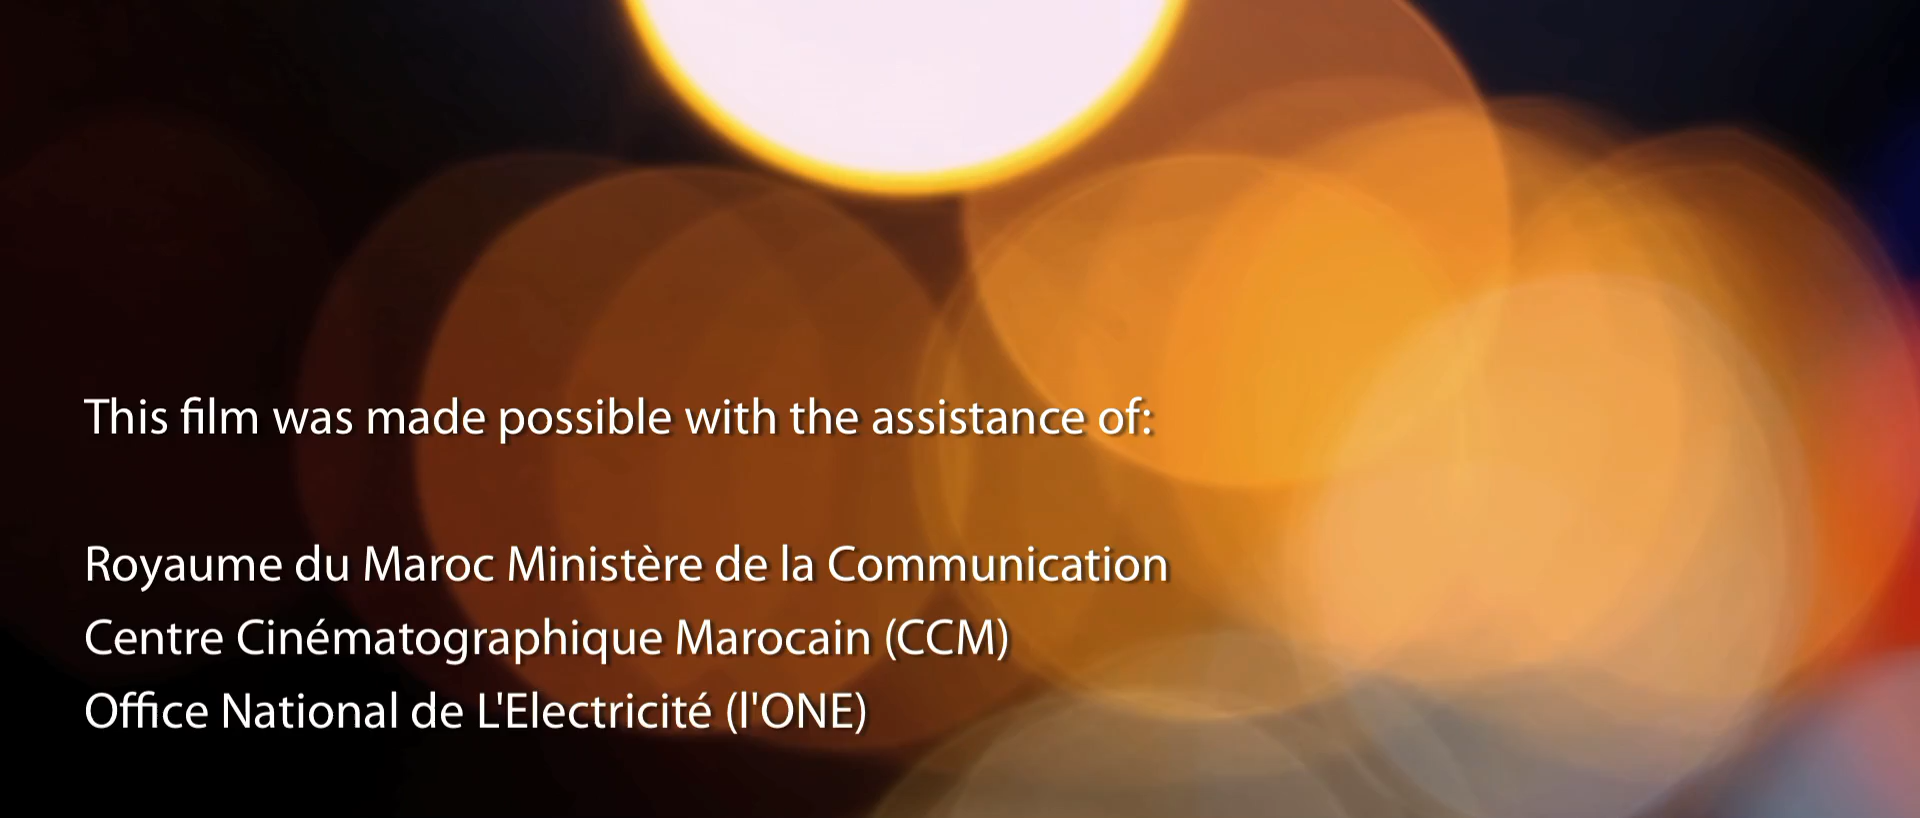 This film was made possible with the assistance of:
Royaume du Maroc Ministère de la Communication
Centre Cinématographique Marocain (CCM)
Office National de L'Electricité (l'ONE)